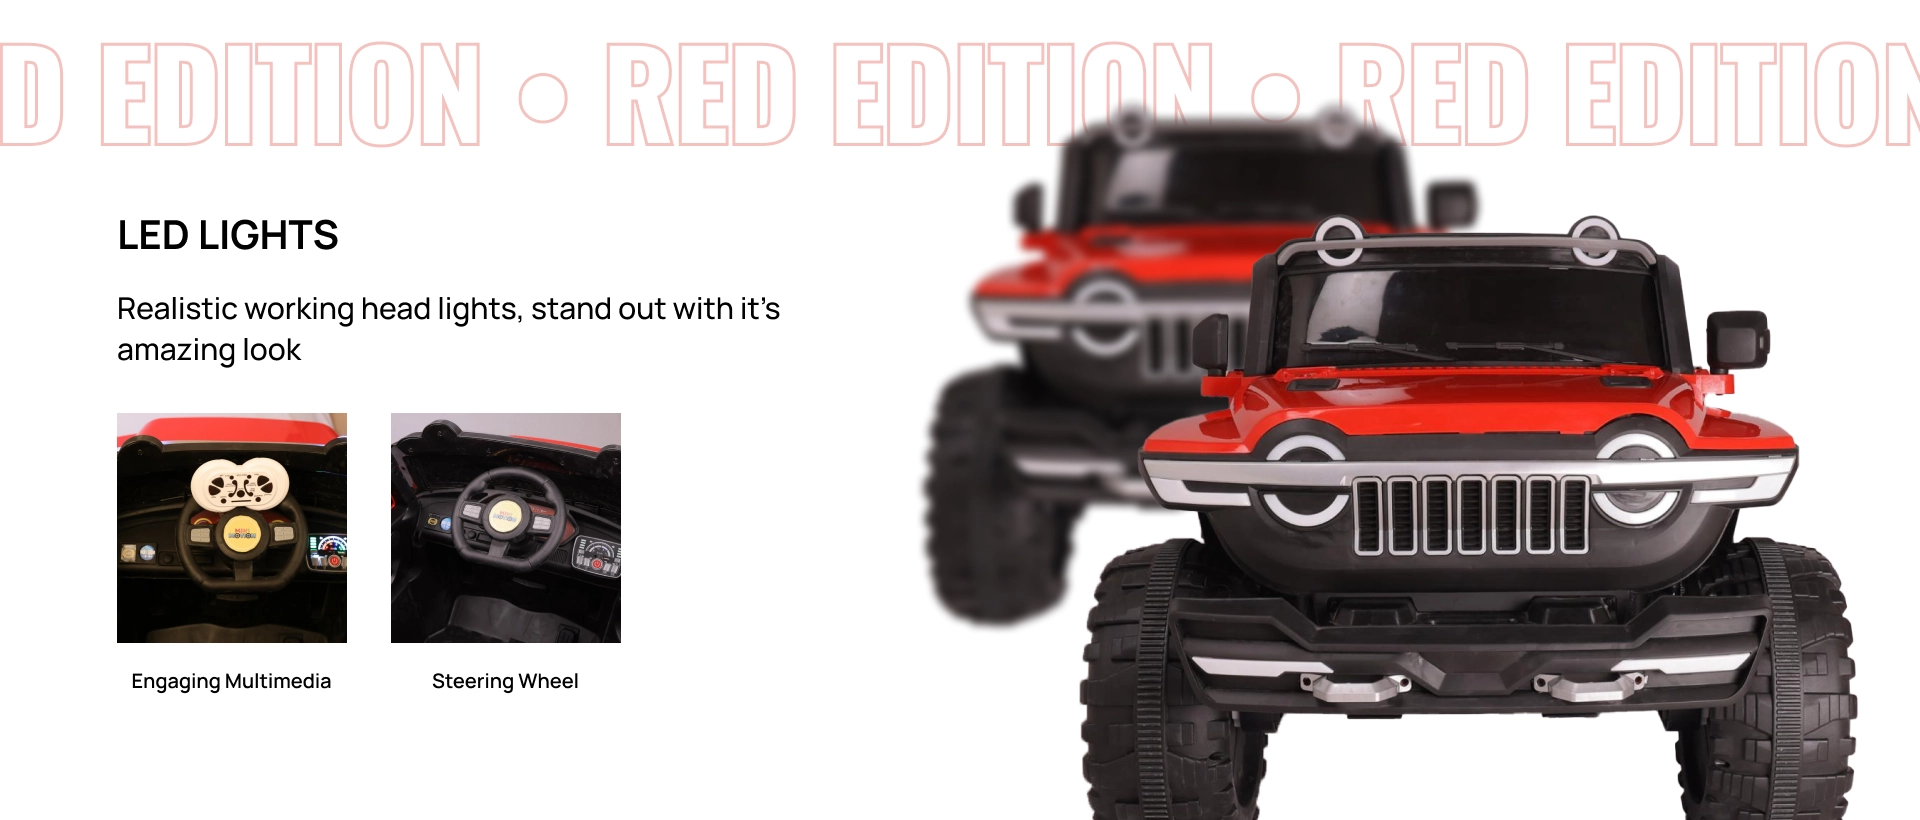 D EDITION • RED EDITION • RED EDITION
LED LIGHTS
Realistic working head lights, stand out with it’s
amazing look
Engaging Multimedia
Steering Wheel